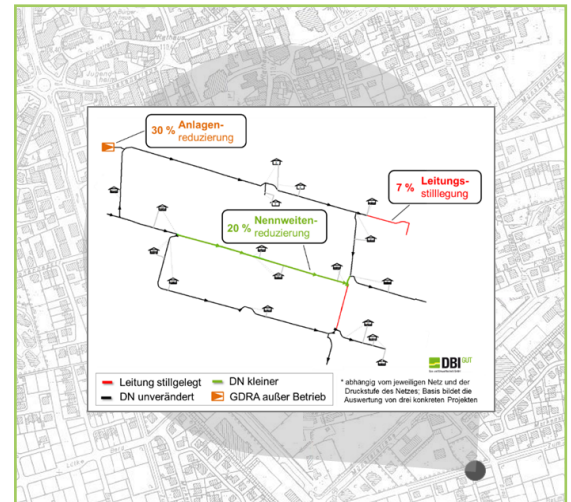 30 % Anlagen-
reduzierung
7 % Leitungs-
stilllegung
20 % Nennweiten-
reduzierung
DBI GUT
Leitung stillgelegt
DN kleiner
DN unverändert
GDRA außer Betrieb
* abhängig vom jeweiligen Netz und der
Druckstufe des Netzes; Basis bildet die
Auswertung von drei konkreten Projekten